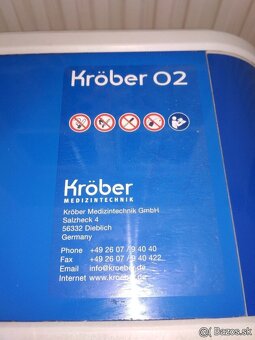 Kröber O2
Kröber
MEDIZINTECHNIK
Kröber Medizintechnik GmbH
Salzheck 4
56332 Dieblich
Germany
Phone +49 26 07 / 9 40 40
Fax +49 26 07 / 9 40 422
Email info@kroeber.de
Internet www.kroeber.de
Bazos.sk